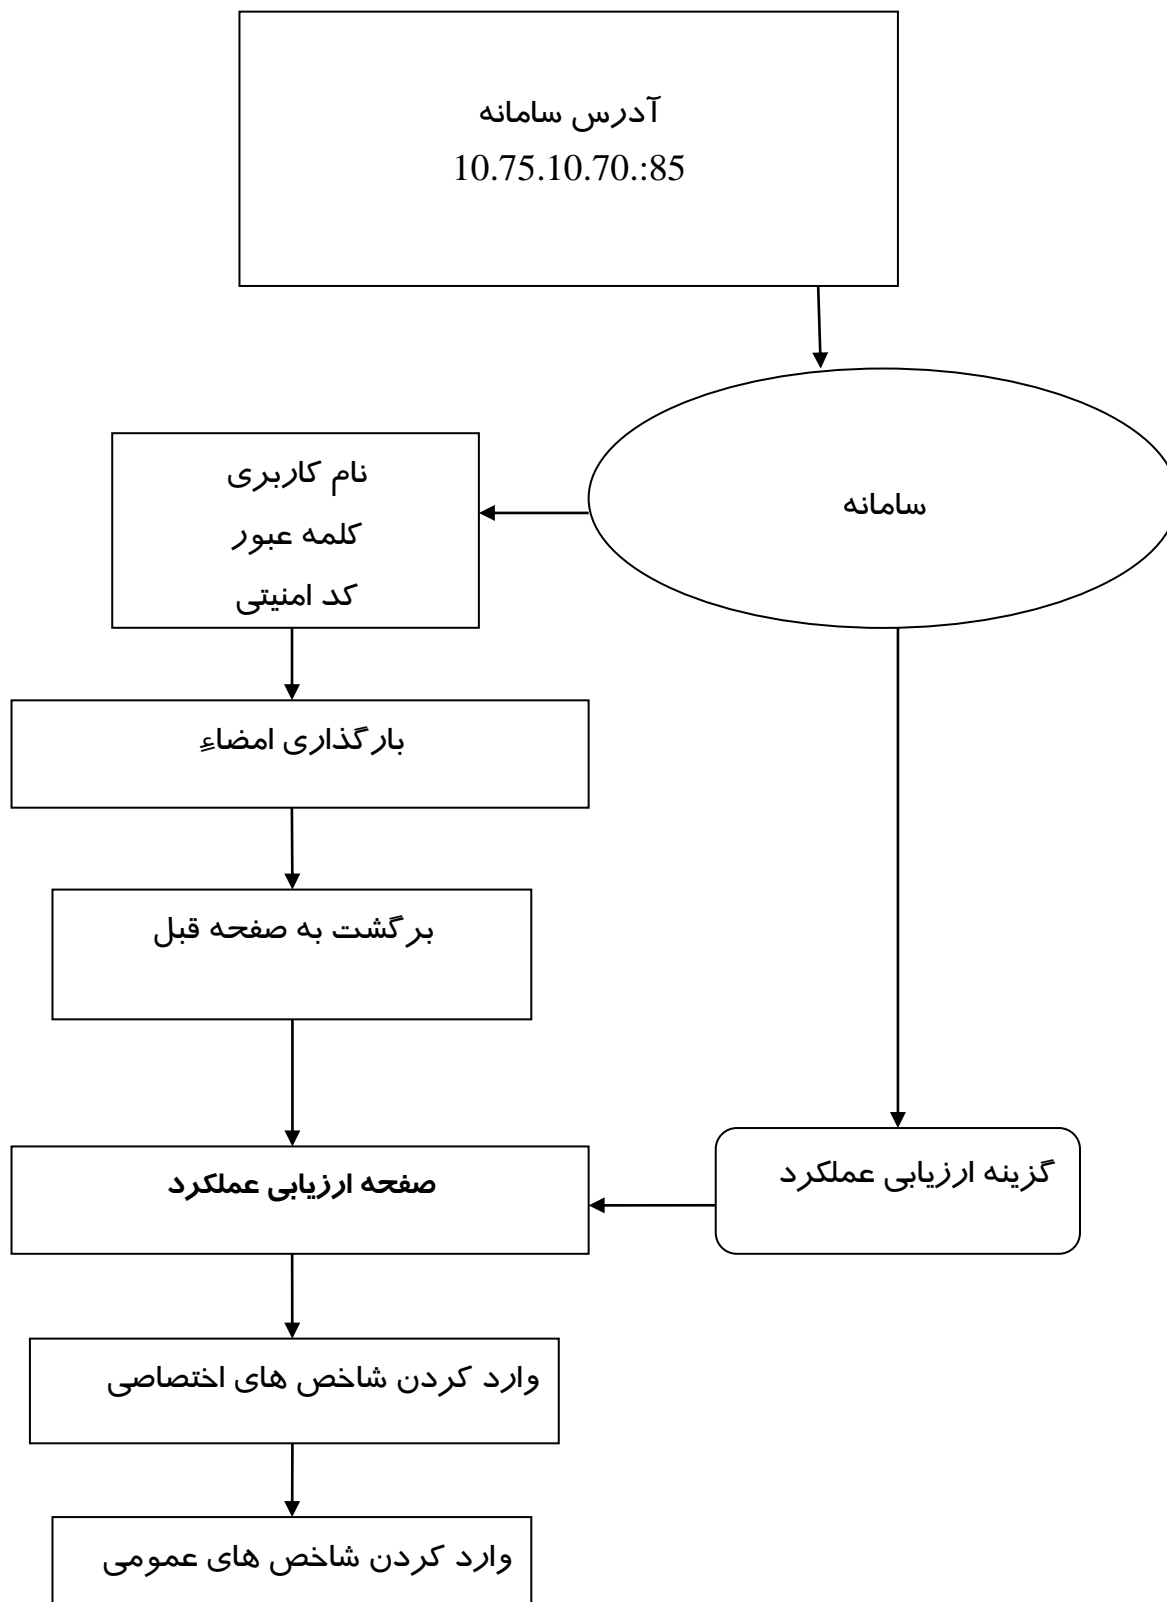 آدرس سامانه
10.75.10.70.:85
سامانه
نام کاربری
کلمه عبور
کد امنیتی
بارگذاری امضاءِ
برگشت به صفحه قبل
گزینه ارزیابی عملکرد
صفحه ارزیابی عملکرد
وارد کردن شاخص های اختصاصی
وارد کردن شاخص های عمومی